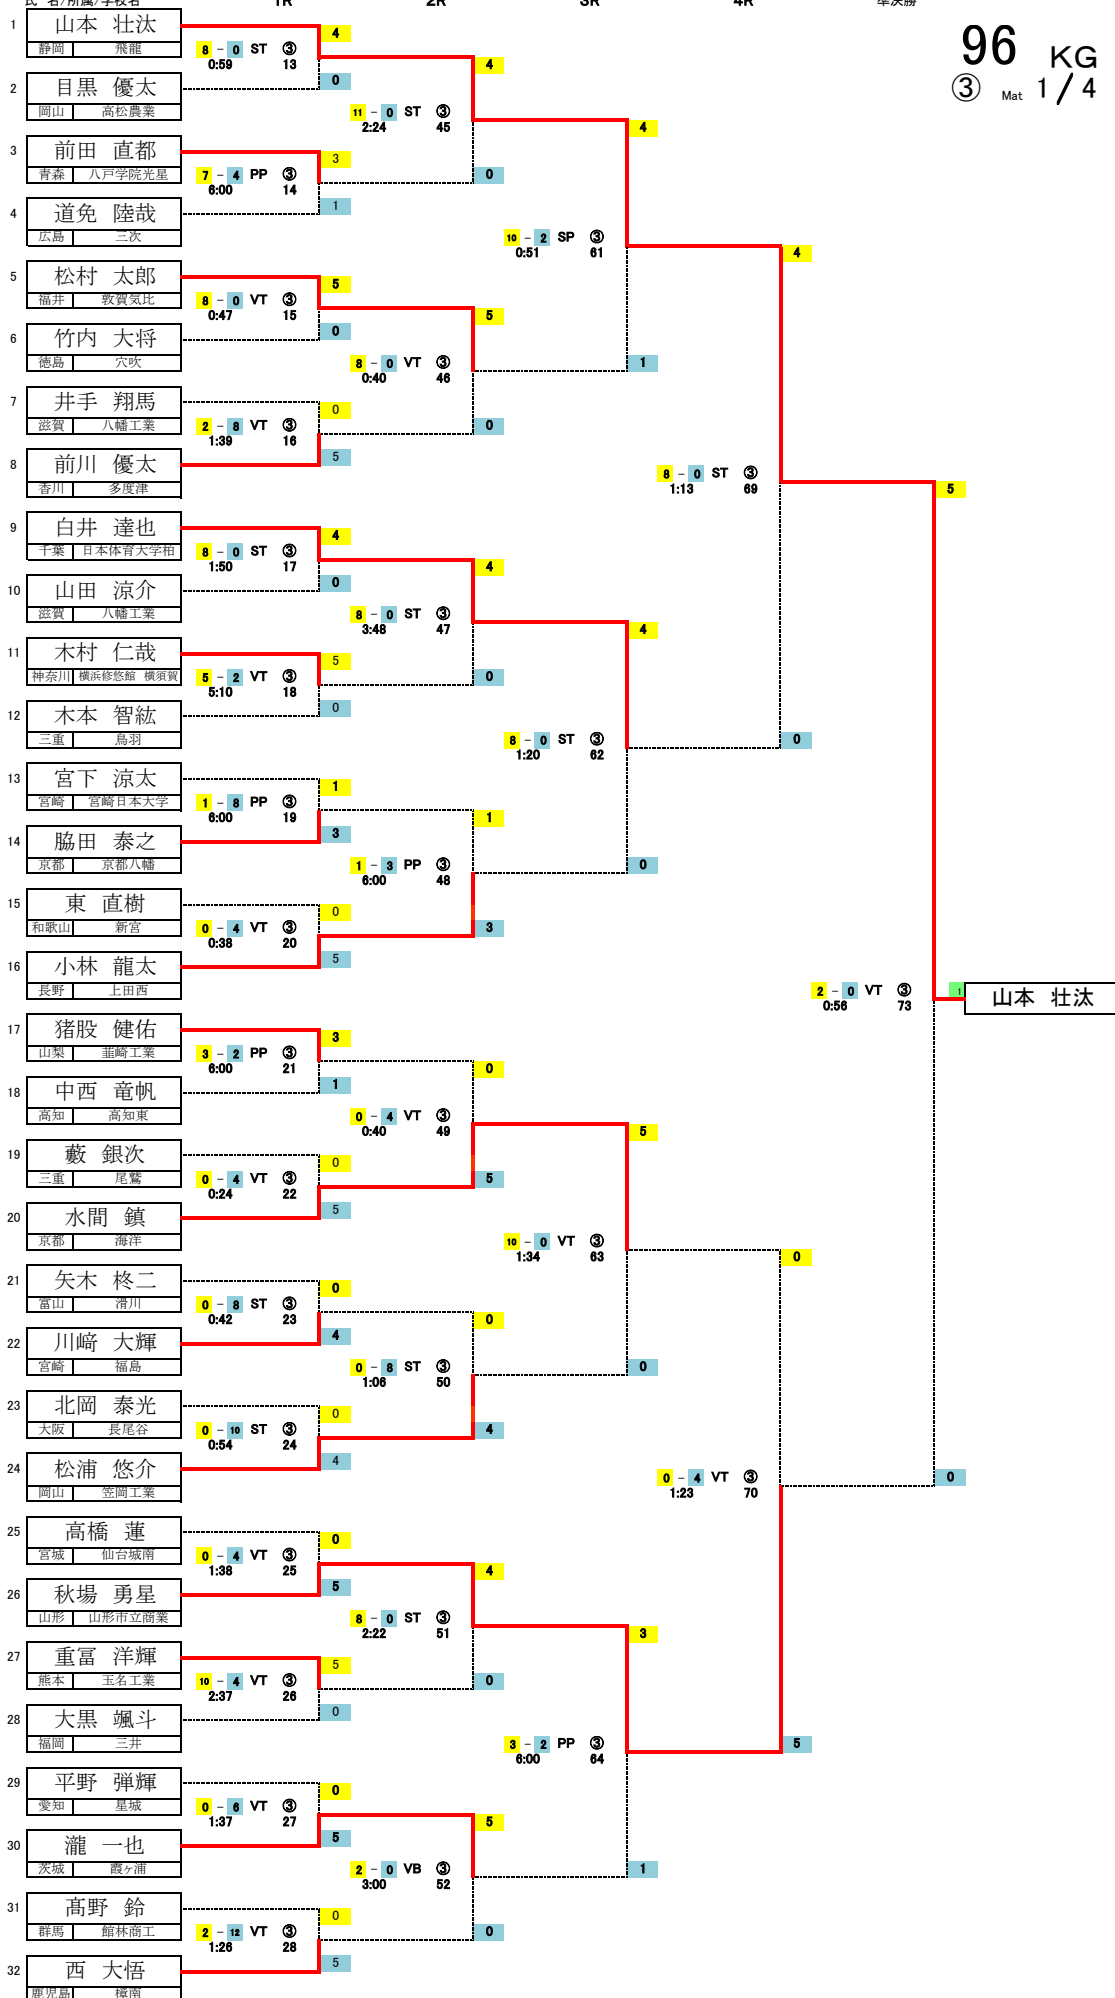 氏 名/所属/学校名 1R 2R 3R 4R 準決勝
96 KG
③ Mat 1 / 4
1 山本 壮汰
静岡 飛龍
4
8 - 0 ST ③
0:59 13
2 目黒 優太
岡山 高松農業
0
4
11 - 0 ST ③
2:24 45
3 前田 直都
青森 八戸学院光星
3
7 - 4 PP ③
6:00 14
4 道免 陸哉
広島 三次
1
0
4
10 - 2 SP ③
0:51 61
5 松村 太郎
福井 敦賀気比
5
8 - 0 VT ③
0:47 15
6 竹内 大将
徳島 穴吹
0
5
8 - 0 VT ③
0:40 46
7 井手 翔馬
滋賀 八幡工業
0
2 - 8 VT ③
1:39 16
8 前川 優太
香川 多度津
5
0
1
4
8 - 0 ST ③
1:13 69
9 白井 達也
千葉 日本体育大学柏
4
8 - 0 ST ③
1:50 17
10 山田 涼介
滋賀 八幡工業
0
4
8 - 0 ST ③
3:48 47
11 木村 仁哉
神奈川 横浜修悠館 横須賀
5
5 - 2 VT ③
5:10 18
12 木本 智紘
三重 鳥羽
0
0
4
8 - 0 ST ③
1:20 62
13 宮下 涼太
宮崎 宮崎日本大学
1
1 - 8 PP ③
6:00 19
14 脇田 泰之
京都 京都八幡
3
1
1 - 3 PP ③
6:00 48
15 東 直樹
和歌山 新宮
0
0 - 4 VT ③
0:38 20
16 小林 龍太
長野 上田西
5
3
0
0
5
2 - 0 VT ③
0:56 73
1 山本 壮汰
17 猪股 健佑
山梨 韮崎工業
3
3 - 2 PP ③
6:00 21
18 中西 竜帆
高知 高知東
1
0
0 - 4 VT ③
0:40 49
19 藪 銀次
三重 尾鷲
0
0 - 4 VT ③
0:24 22
20 水間 鎮
京都 海洋
5
5
5
10 - 0 VT ③
1:34 63
21 矢木 柊二
富山 滑川
0
0 - 8 ST ③
0:42 23
22 川﨑 大輝
宮崎 福島
4
0
0 - 8 ST ③
1:06 50
23 北岡 泰光
大阪 長尾谷
0
0 - 10 ST ③
0:54 24
24 松浦 悠介
岡山 笠岡工業
4
4
0
0
0 - 4 VT ③
1:23 70
25 高橋 蓮
宮城 仙台城南
0
0 - 4 VT ③
1:38 25
26 秋場 勇星
山形 山形市立商業
5
4
8 - 0 ST ③
2:22 51
27 重冨 洋輝
熊本 玉名工業
5
10 - 4 VT ③
2:37 26
28 大黒 颯斗
福岡 三井
0
0
3
3 - 2 PP ③
6:00 64
29 平野 弾輝
愛知 星城
0
0 - 6 VT ③
1:37 27
30 瀧 一也
茨城 霞ヶ浦
5
5
2 - 0 VB ③
3:00 52
31 髙野 鈴
群馬 館林商工
0
2 - 12 VT ③
1:26 28
32 西 大悟
鹿児島 樟南
5
0
1
5
0